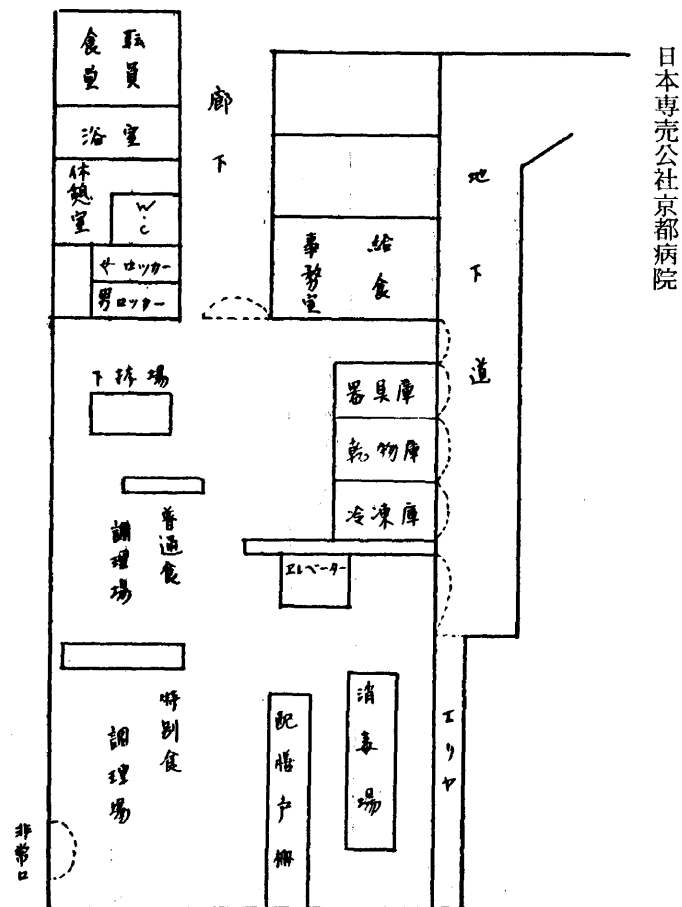 日本専売公社京都病院
職員
食堂
浴室
休憩室
W.C
女ロッカー
男ロッカー
廊下
給食
事務室
地下道
下拵場
器具庫
乾物庫
冷凍庫
普通食
調理場
エレベーター
特別食
調理場
配膳戸棚
消毒場
エリヤ
非常口